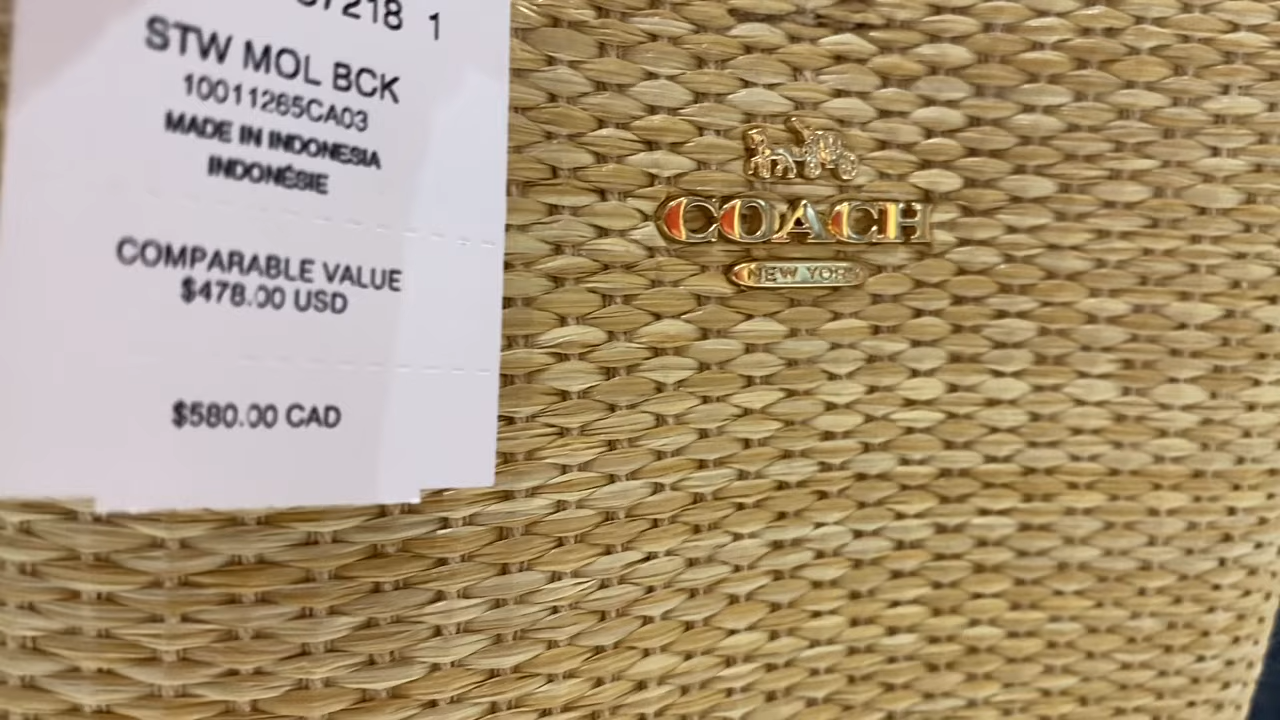 7218 1
STW MOL BCK
10011265CA03
MADE IN INDONESIA
INDONÉSIE
COMPARABLE VALUE
$478.00 USD
$580.00 CAD
COACH
NEW YORK